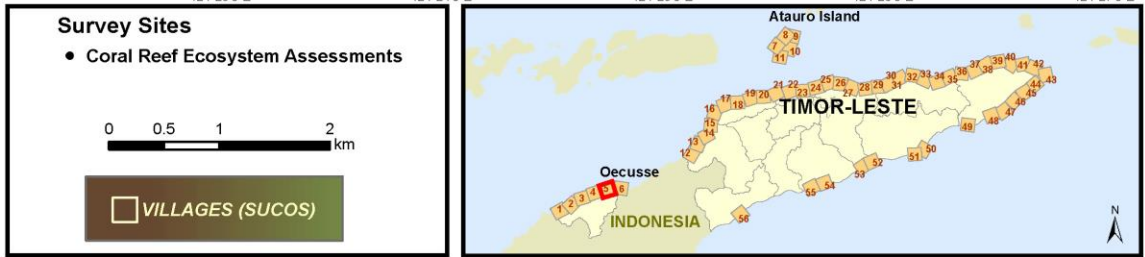 Survey Sites
• Coral Reef Ecosystem Assessments
0 0.5 1 2
km
VILLAGES (SUCOS)
Atauro Island
8 9
7 10
11
TIMOR-LESTE
Oecusse
INDONESIA
N
1 2 3 4 5 6
12 13 14 15 16 17 18 19 20 21 22 23 24 25 26 27 28 29 30 31 32 33 34 35 36 37 38 39 40 41 42 43 44 45 46 47 48 49 50 51 52 53 54 55 56